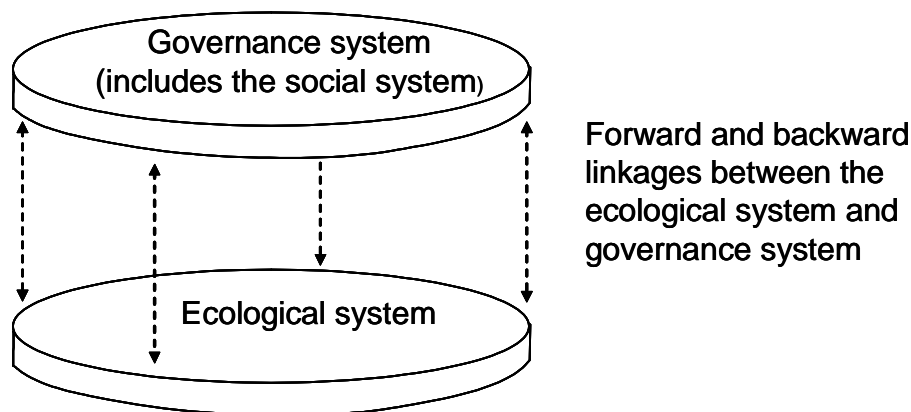 Governance system
(includes the social system)
Forward and backward
linkages between the
ecological system and
governance system
Ecological system